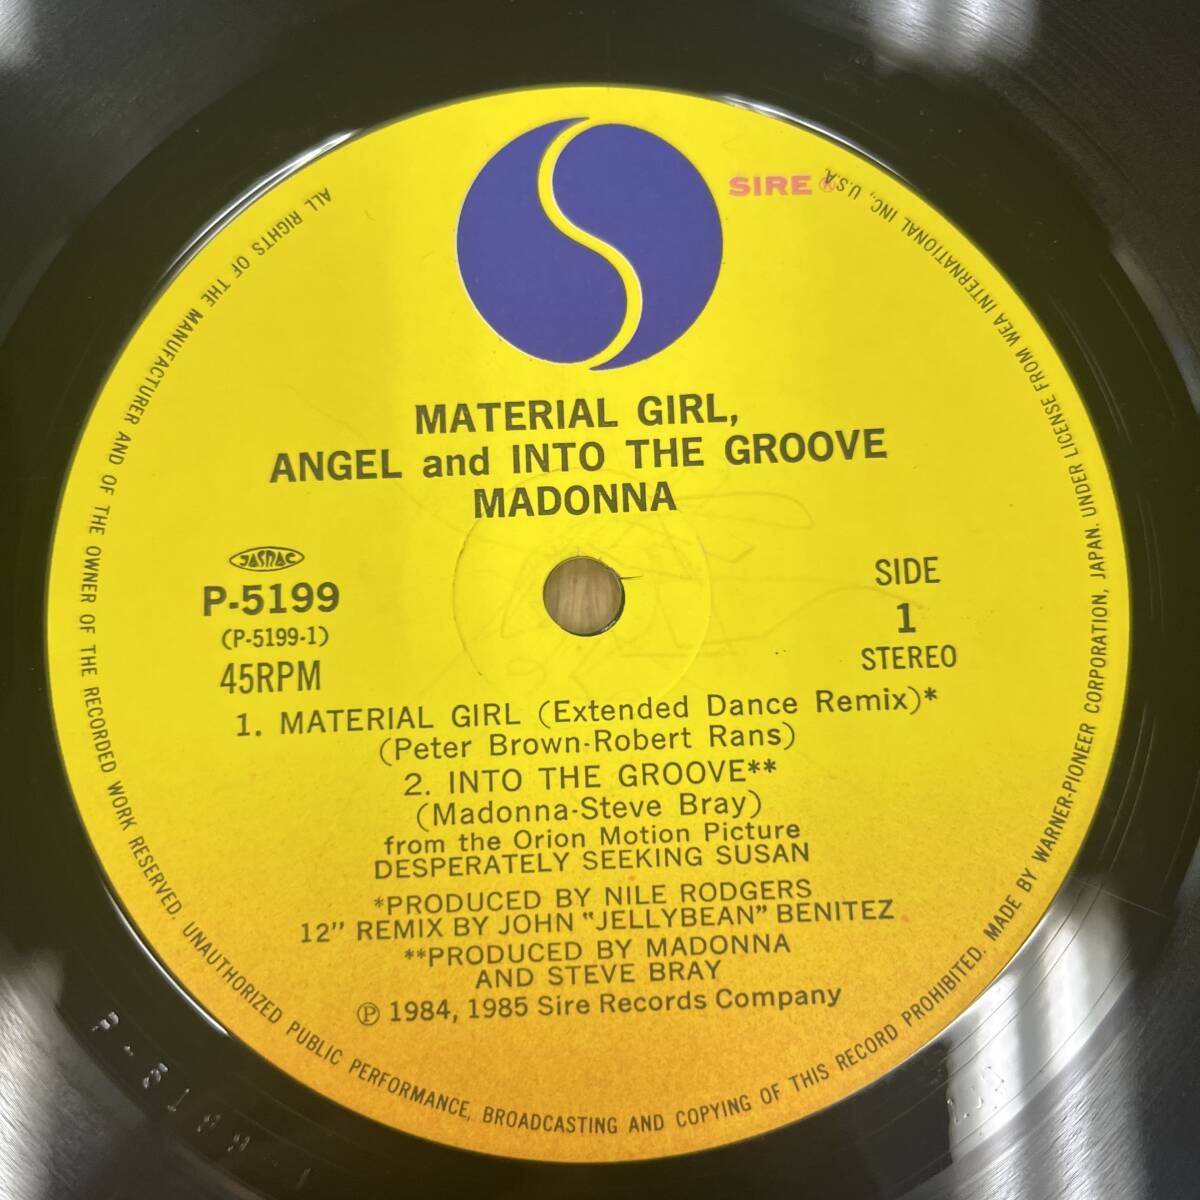 SIRE ®
MATERIAL GIRL,
ANGEL and INTO THE GROOVE
MADONNA
JASRAC
P-5199
(P-5199-1)
45RPM
SIDE
1
STEREO
1. MATERIAL GIRL (Extended Dance Remix)*
(Peter Brown-Robert Rans)
2. INTO THE GROOVE**
(Madonna-Steve Bray)
from the Orion Motion Picture
DESPERATELY SEEKING SUSAN
*PRODUCED BY NILE RODGERS
12" REMIX BY JOHN "JELLYBEAN" BENITEZ
**PRODUCED BY MADONNA
AND STEVE BRAY
Ⓟ 1984, 1985 Sire Records Company
ALL RIGHTS OF THE MANUFACTURER AND OF THE OWNER OF THE RECORDED WORK RESERVED. UNAUTHORIZED PUBLIC PERFORMANCE, BROADCASTING AND COPYING OF THIS RECORD PROHIBITED. MADE BY WARNER-PIONEER CORPORATION, JAPAN. UNDER LICENSE FROM WEA INTERNATIONAL INC., U.S.A.